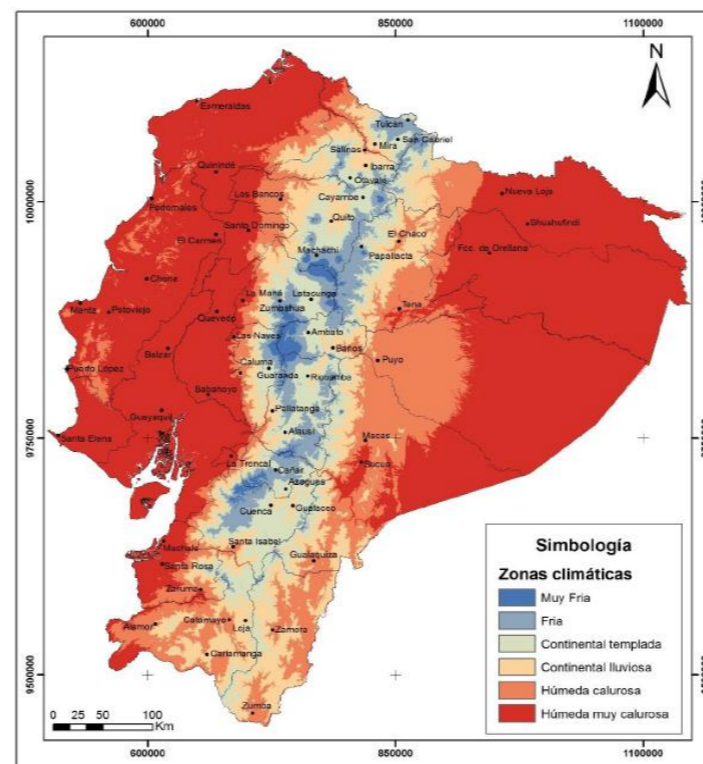 600000 850000 1100000
N
Esmeraldas
Tulcan
San Gabriel
Mira
Salinas
Ibarra
Quinindé
Otavalo
Nueva Loja
Los Bancos
Cayambe
Pedernales
10000000
Quito
Santo Domingo
Shushufindi
El Carmen
El Chaco
Machachi
Papallacta
Fco. de Orellana
Chone
La Maná
Latacunga
Manta
Zumbahua
Tena
Portoviejo
Quevedo
Ambato
Las Naves
Balzar
Baños
Caluma
Puyo
Puerto López
Guaranda
Riobamba
Babahoyo
Pallatanga
Guayaquil
Alausí
Santa Elena
Macas
9750000
La Troncal
Sucua
Cañar
Azogues
Cuenca
Gualaceo
Machala
Santa Isabel
Santa Rosa
Gualaquiza
Zaruma
Alamor
Catamayo
Loja
Zamora
Cariamanga
9500000
Zumba
Simbología
Zonas climáticas
Muy Fria
Fria
Continental templada
Continental lluviosa
Húmeda calurosa
Húmeda muy calurosa
0 25 50 100
Km
600000 850000 1100000